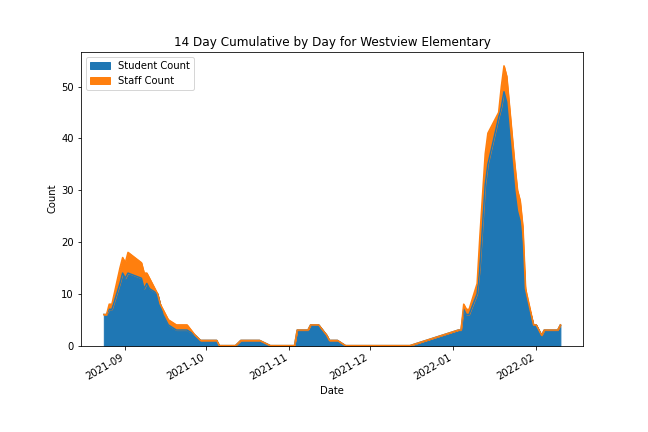 14 Day Cumulative by Day for Westview Elementary
Student Count
Staff Count
50
40
30
20
10
0
Count
2021-09
2021-10
2021-11
2021-12
2022-01
2022-02
Date